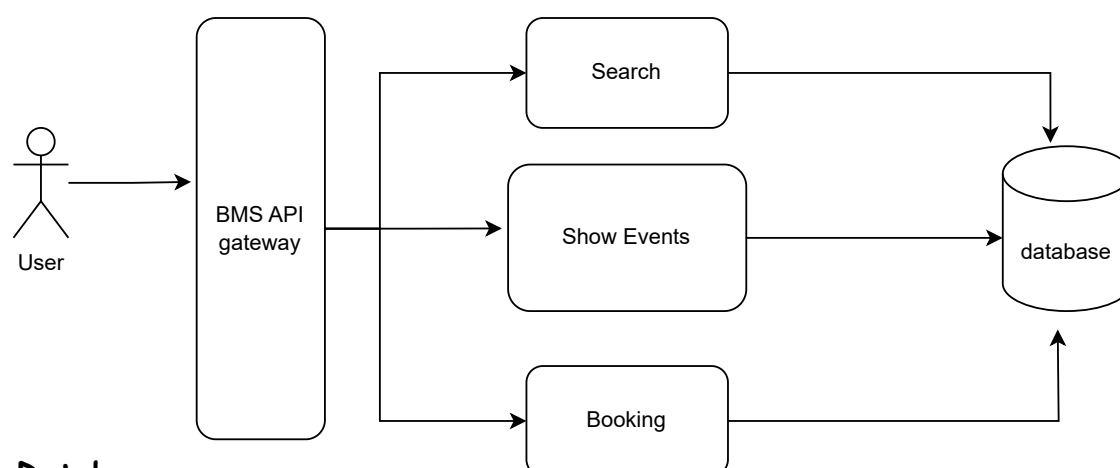 Search
BMS API
gateway
Show Events
database
User
Booking